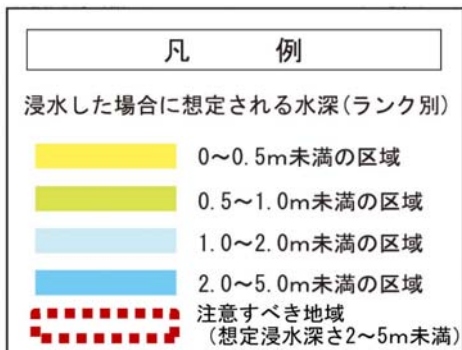 凡　例
浸水した場合に想定される水深(ランク別)
0～0.5m未満の区域
0.5～1.0m未満の区域
1.0～2.0m未満の区域
2.0～5.0m未満の区域
注意すべき地域
(想定浸水深さ2～5m未満)